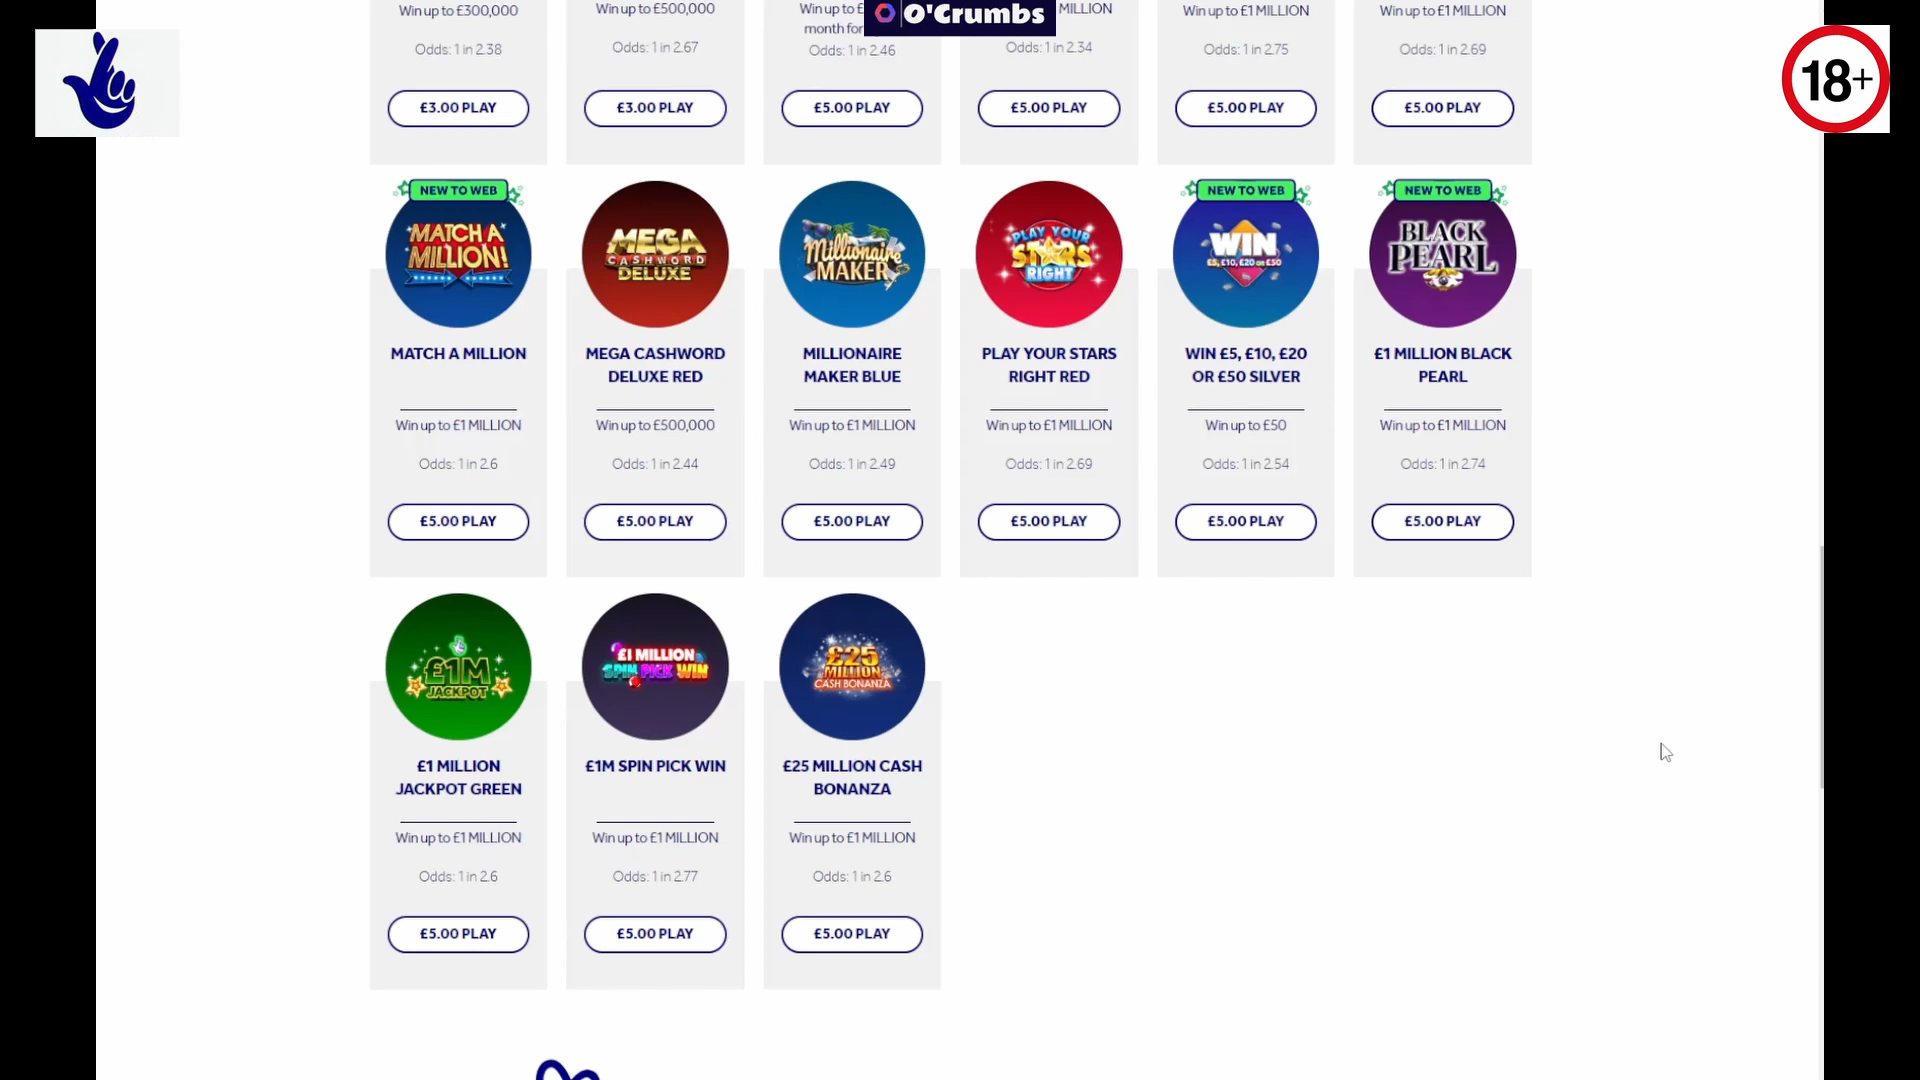 O'Crumbs
18+
Win up to £300,000
Win up to £500,000
Win up to £
month for
MILLION
Win up to £1 MILLION
Win up to £1 MILLION
Odds: 1 in 2.38
Odds: 1 in 2.67
Odds: 1 in 2.46
Odds: 1 in 2.34
Odds: 1 in 2.75
Odds: 1 in 2.69
£3.00 PLAY
£3.00 PLAY
£5.00 PLAY
£5.00 PLAY
£5.00 PLAY
£5.00 PLAY
NEW TO WEB
MATCH A
MILLION!
MEGA
CASHWORD
DELUXE
Millionaire
MAKER
PLAY YOUR
STARS
RIGHT
NEW TO WEB
WIN
£5, £10, £20 OR £50
NEW TO WEB
BLACK
PEARL
MATCH A MILLION
MEGA CASHWORD
DELUXE RED
MILLIONAIRE
MAKER BLUE
PLAY YOUR STARS
RIGHT RED
WIN £5, £10, £20
OR £50 SILVER
£1 MILLION BLACK
PEARL
Win up to £1 MILLION
Win up to £500,000
Win up to £1 MILLION
Win up to £1 MILLION
Win up to £50
Win up to £1 MILLION
Odds: 1 in 2.6
Odds: 1 in 2.44
Odds: 1 in 2.49
Odds: 1 in 2.69
Odds: 1 in 2.54
Odds: 1 in 2.74
£5.00 PLAY
£5.00 PLAY
£5.00 PLAY
£5.00 PLAY
£5.00 PLAY
£5.00 PLAY
£1M
JACKPOT
£1 MILLION
SPIN PICK WIN
£25
MILLION
CASH BONANZA
£1 MILLION
JACKPOT GREEN
£1M SPIN PICK WIN
£25 MILLION CASH
BONANZA
Win up to £1 MILLION
Win up to £1 MILLION
Win up to £1 MILLION
Odds: 1 in 2.6
Odds: 1 in 2.77
Odds: 1 in 2.6
£5.00 PLAY
£5.00 PLAY
£5.00 PLAY